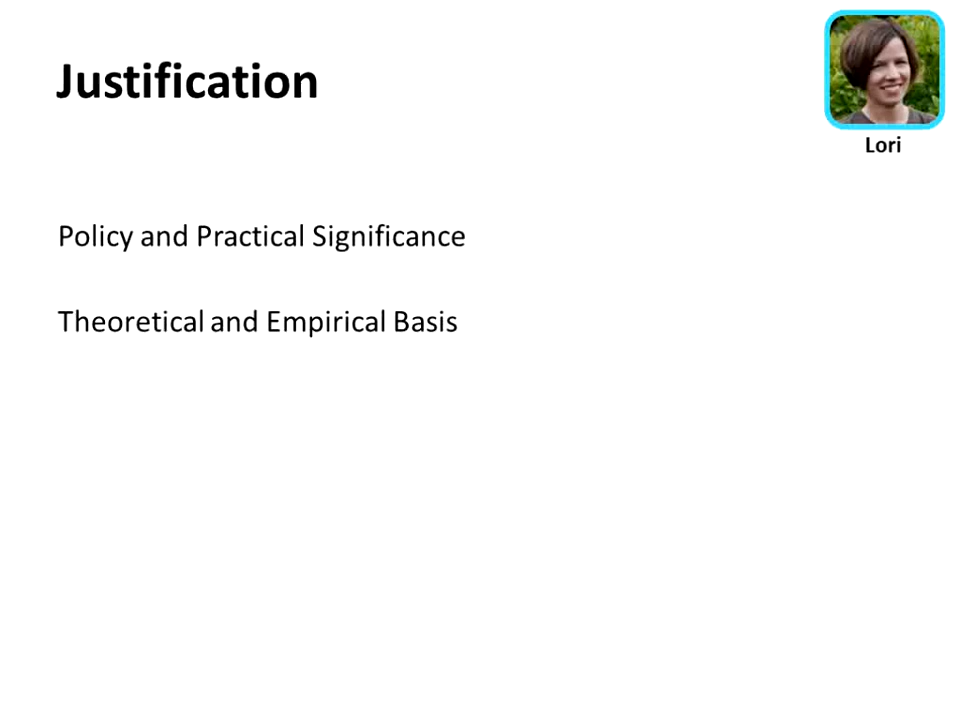 Justification
Lori
Policy and Practical Significance
Theoretical and Empirical Basis